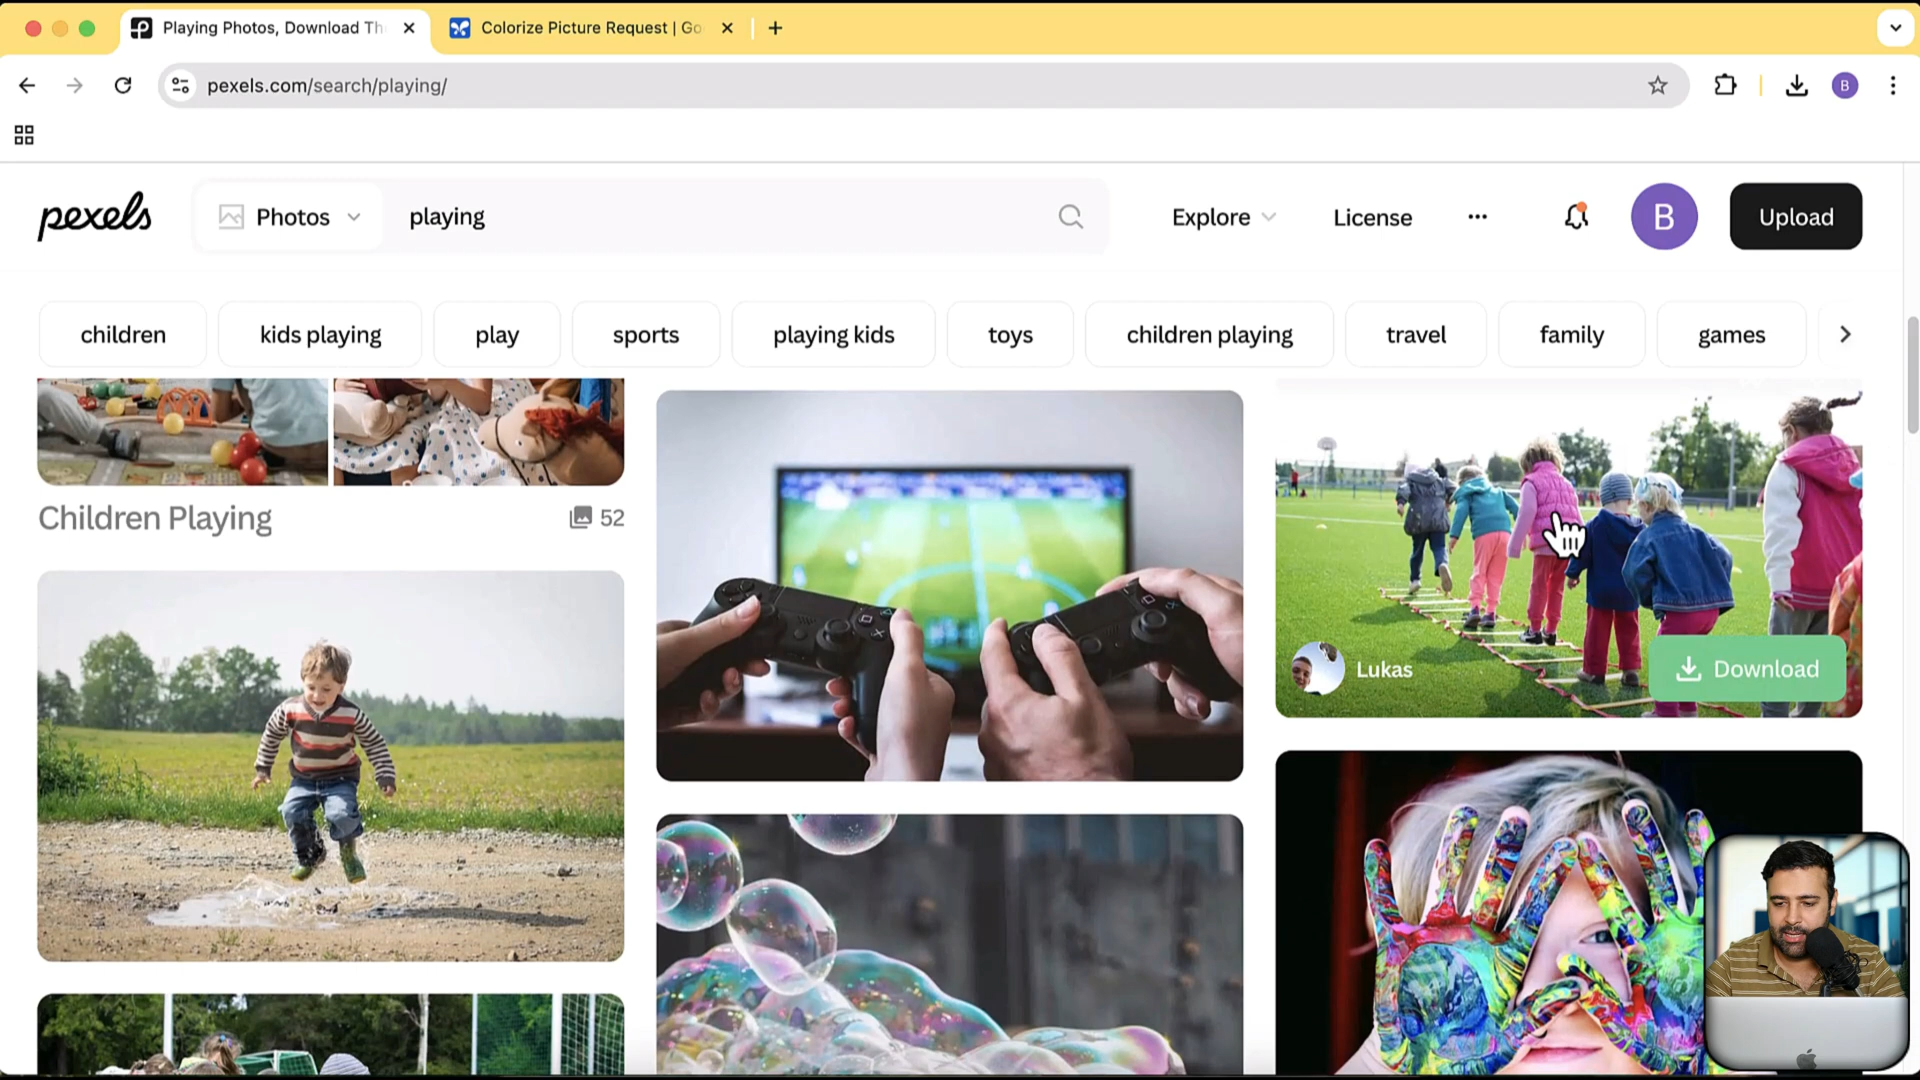 Playing Photos, Download Th
Colorize Picture Request | Go
pexels.com/search/playing/
B
pexels
Photos
playing
Explore
License
B
Upload
children
kids playing
play
sports
playing kids
toys
children playing
travel
family
games
Children Playing
52
Lukas
Download